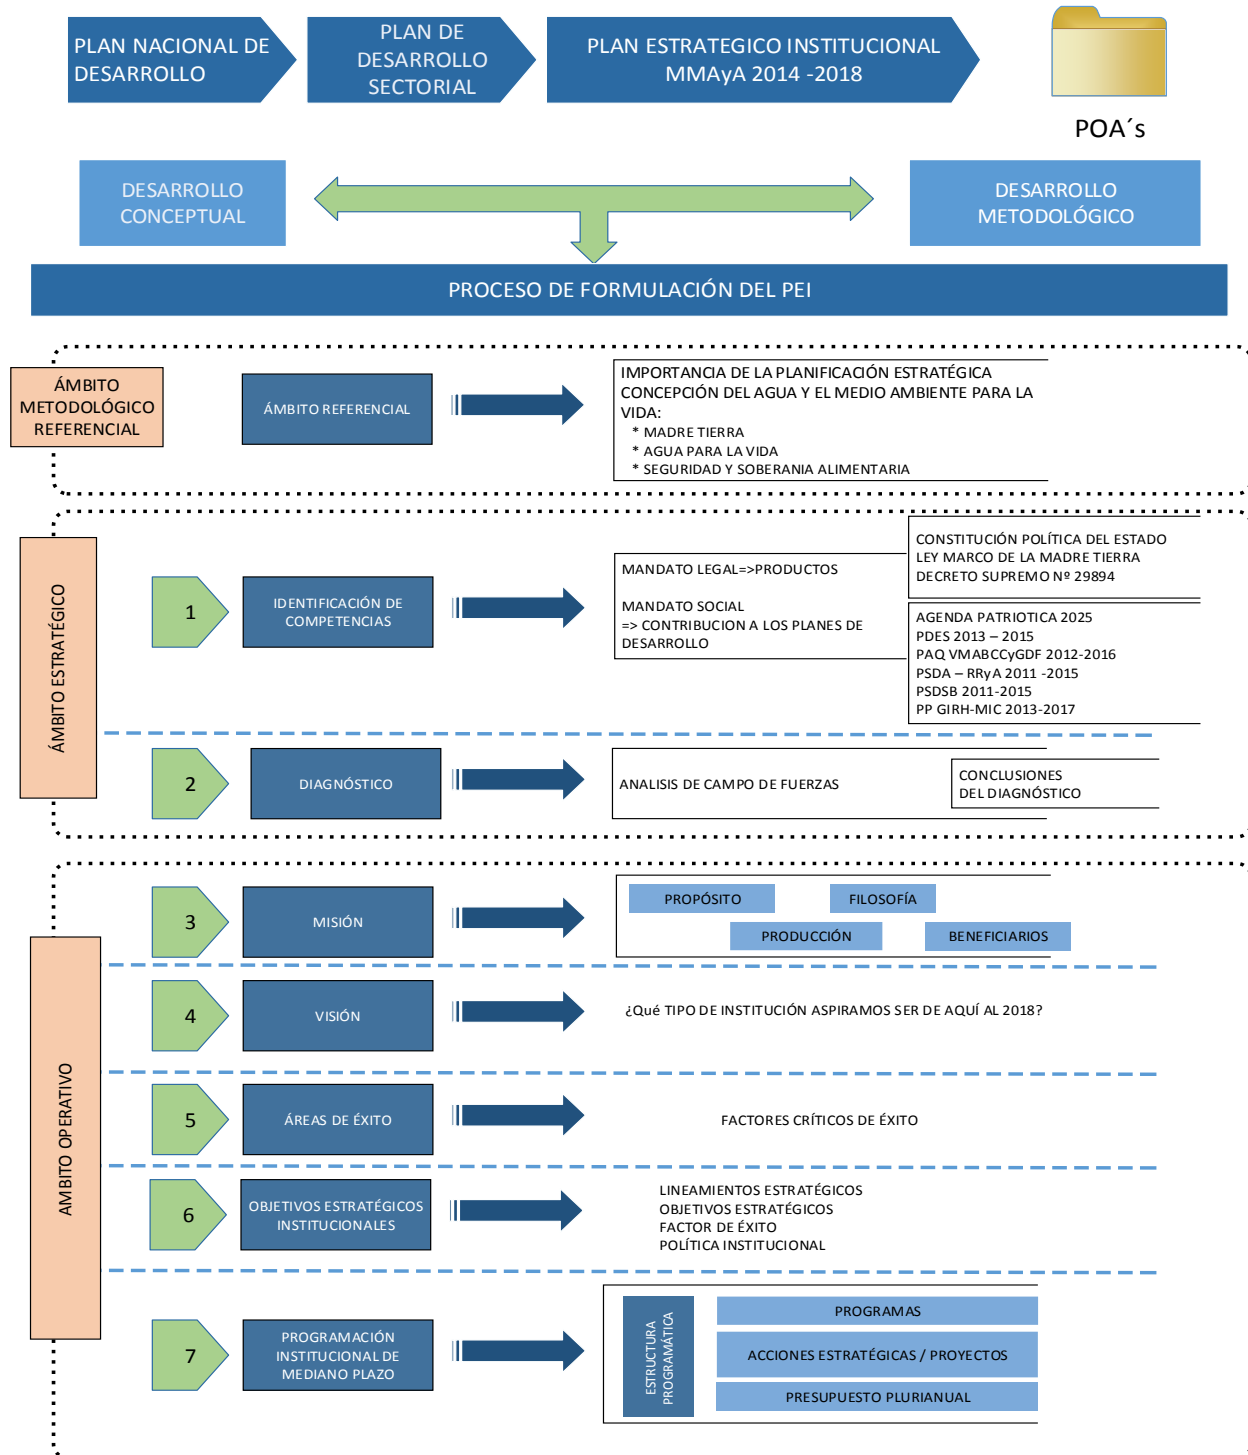 PLAN NACIONAL DE
DESARROLLO
PLAN DE
DESARROLLO
SECTORIAL
PLAN ESTRATEGICO INSTITUCIONAL
MMAyA 2014 -2018
POA´s
DESARROLLO
CONCEPTUAL
DESARROLLO
METODOLÓGICO
PROCESO DE FORMULACIÓN DEL PEI
ÁMBITO
METODOLÓGICO
REFERENCIAL
ÁMBITO REFERENCIAL
IMPORTANCIA DE LA PLANIFICACIÓN ESTRATÉGICA
CONCEPCIÓN DEL AGUA Y EL MEDIO AMBIENTE PARA LA
VIDA:
* MADRE TIERRA
* AGUA PARA LA VIDA
* SEGURIDAD Y SOBERANIA ALIMENTARIA
ÁMBITO ESTRATÉGICO
1
IDENTIFICACIÓN DE
COMPETENCIAS
MANDATO LEGAL=>PRODUCTOS
MANDATO SOCIAL
=> CONTRIBUCION A LOS PLANES DE
DESARROLLO
CONSTITUCIÓN POLÍTICA DEL ESTADO
LEY MARCO DE LA MADRE TIERRA
DECRETO SUPREMO Nº 29894
AGENDA PATRIOTICA 2025
PDES 2013 – 2015
PAQ VMABCCyGDF 2012-2016
PSDA – RRyA 2011 -2015
PSDSB 2011-2015
PP GIRH-MIC 2013-2017
2
DIAGNÓSTICO
ANALISIS DE CAMPO DE FUERZAS
CONCLUSIONES
DEL DIAGNÓSTICO
AMBITO OPERATIVO
3
MISIÓN
PROPÓSITO
FILOSOFÍA
PRODUCCIÓN
BENEFICIARIOS
4
VISIÓN
¿Qué TIPO DE INSTITUCIÓN ASPIRAMOS SER DE AQUÍ AL 2018?
5
ÁREAS DE ÉXITO
FACTORES CRÍTICOS DE ÉXITO
6
OBJETIVOS ESTRATÉGICOS
INSTITUCIONALES
LINEAMIENTOS ESTRATÉGICOS
OBJETIVOS ESTRATÉGICOS
FACTOR DE ÉXITO
POLÍTICA INSTITUCIONAL
7
PROGRAMACIÓN
INSTITUCIONAL DE
MEDIANO PLAZO
ESTRUCTURA
PROGRAMÁTICA
PROGRAMAS
ACCIONES ESTRATÉGICAS / PROYECTOS
PRESUPUESTO PLURIANUAL